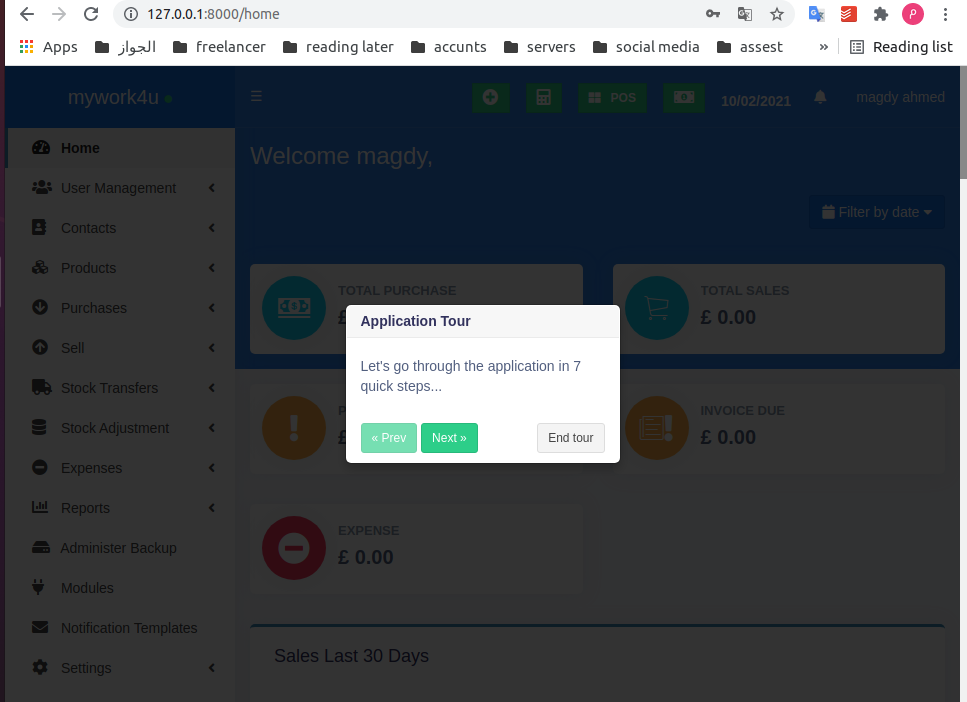 127.0.0.1:8000/home
Apps الجواز freelancer reading later accunts servers social media assest » Reading list
mywork4u
POS 10/02/2021 magdy ahmed
Home
User Management
Contacts
Products
Purchases
Sell
Stock Transfers
Stock Adjustment
Expenses
Reports
Administer Backup
Modules
Notification Templates
Settings
Welcome magdy,
Filter by date
TOTAL PURCHASE
£
TOTAL SALES
£ 0.00
Application Tour
Let's go through the application in 7
quick steps...
« Prev Next » End tour
P
£
INVOICE DUE
£ 0.00
EXPENSE
£ 0.00
Sales Last 30 Days